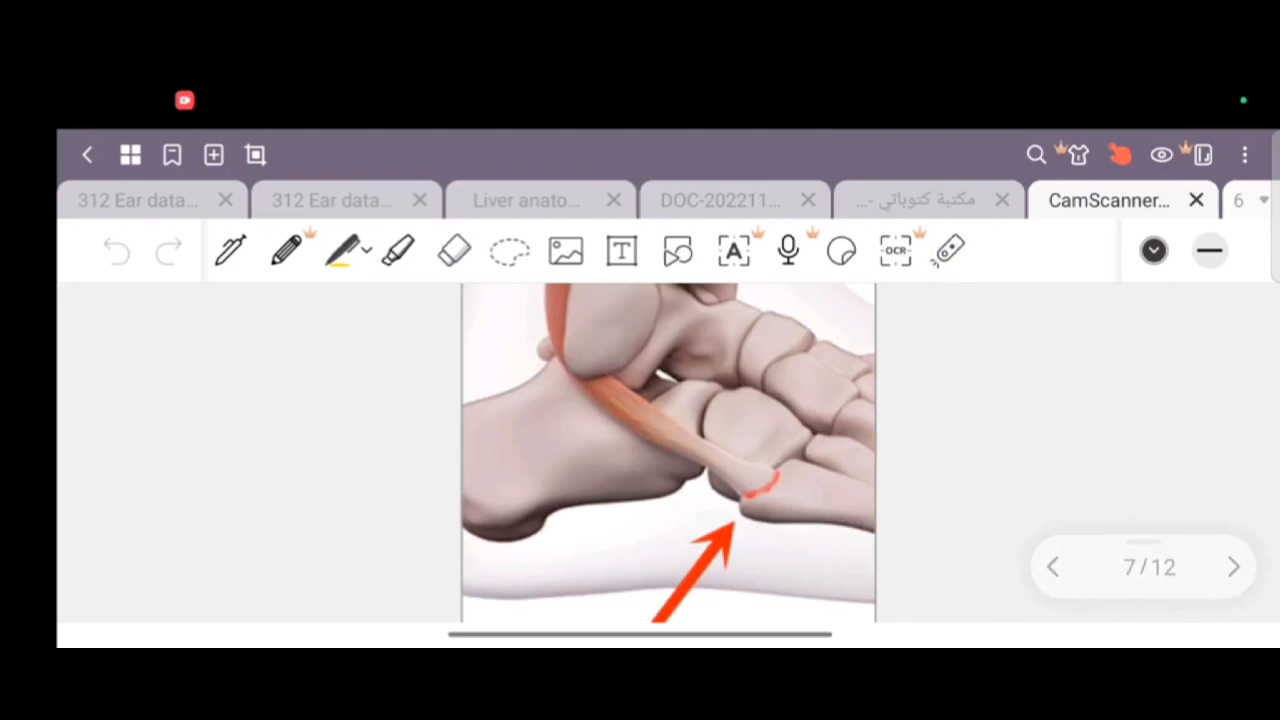 312 Ear data...
312 Ear data...
Liver anato...
DOC-202211...
مكتبة كتوباتي -...
CamScanner...
6
T
A
OCR
7/12